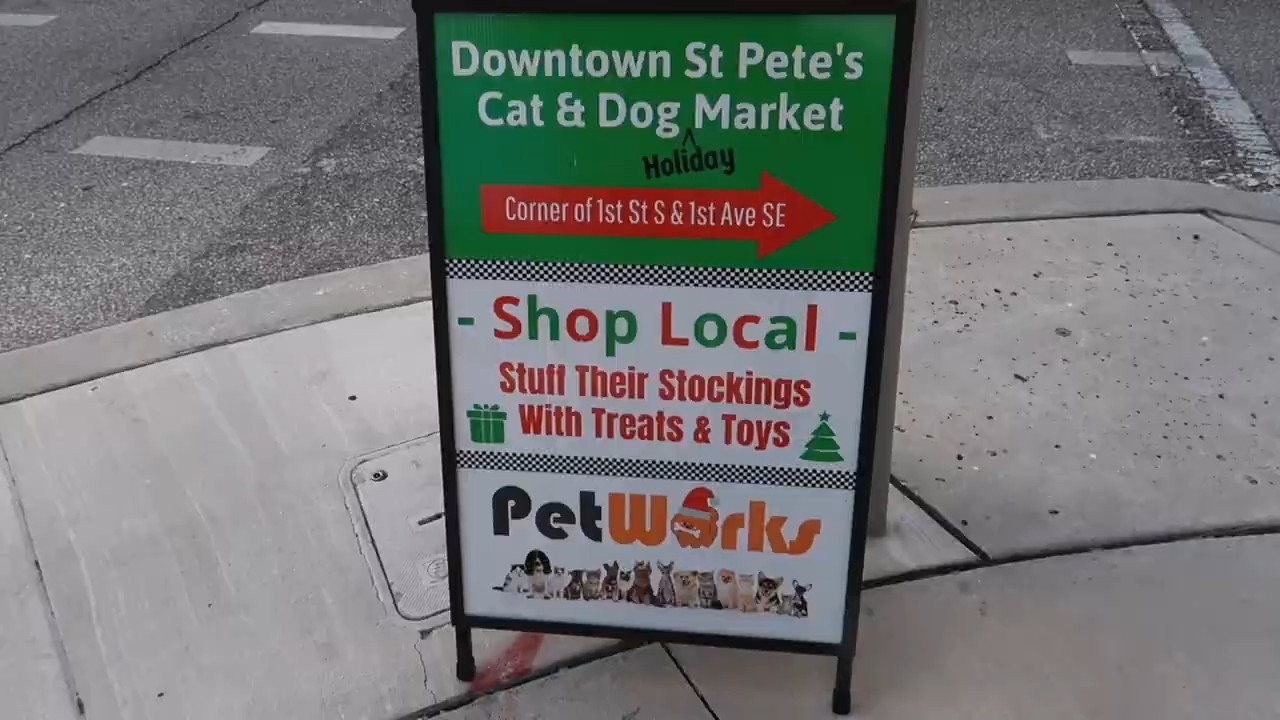 Downtown St Pete's
Cat & Dog Market
Holiday
Corner of 1st St S & 1st Ave SE
- Shop Local -
Stuff Their Stockings
With Treats & Toys
PetWorks